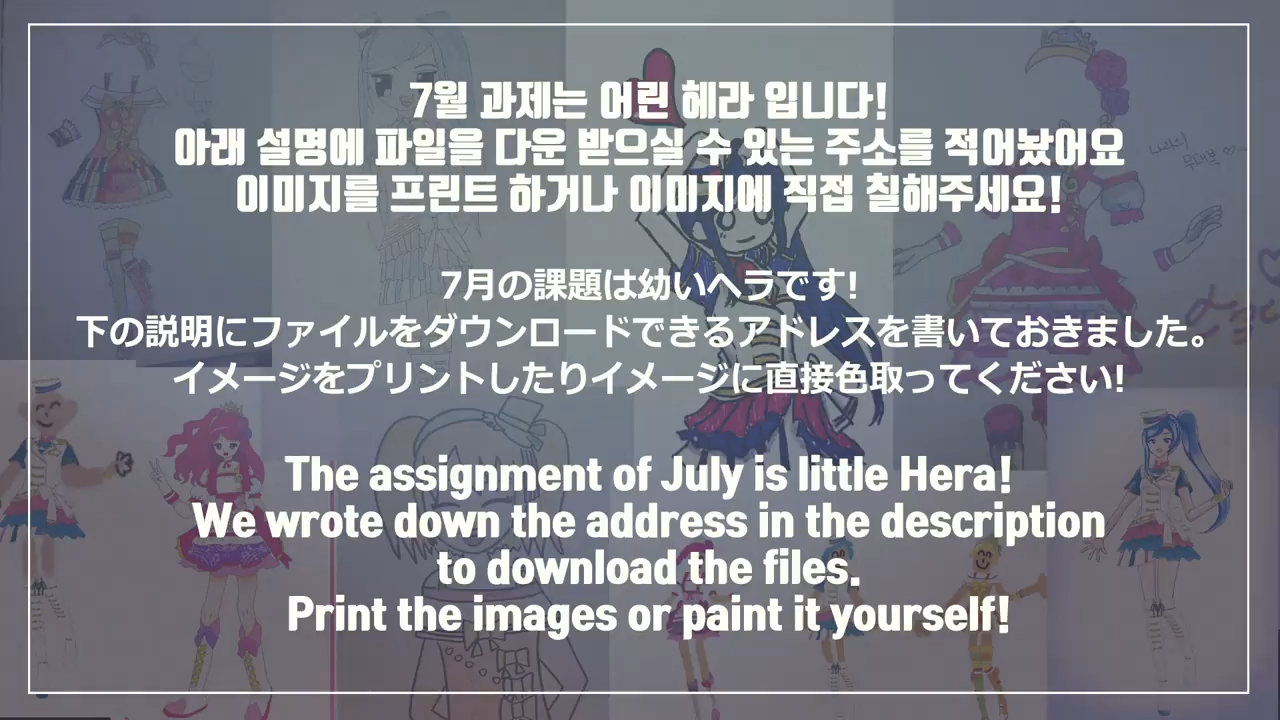 7월 과제는 어린 헤라 입니다!
아래 설명에 파일을 다운 받으실 수 있는 주소를 적어놨어요
이미지를 프린트 하거나 이미지에 직접 칠해주세요!
7月の課題は幼いヘラです!
下の説明にファイルをダウンロードできるアドレスを書いておきました。
イメージをプリントしたりイメージに直接色取ってください!
The assignment of July is little Hera!
We wrote down the address in the description
to download the files.
Print the images or paint it yourself!